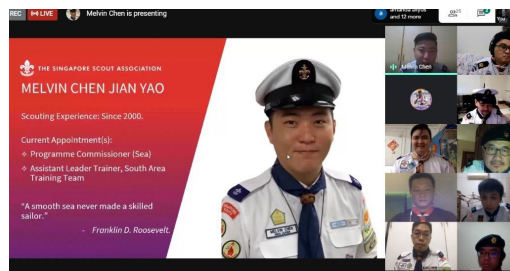 REC
LIVE
Melvin Chen is presenting
and 12 more
You
THE SINGAPORE SCOUT ASSOCIATION
MELVIN CHEN JIAN YAO
Scouting Experience: Since 2000.
Current Appointment(s):
❖ Programme Commissioner (Sea)
❖ Assistant Leader Trainer, South Area
Training Team
“A smooth sea never made a skilled
sailor.”
- Franklin D. Roosevelt.
Melvin Chen